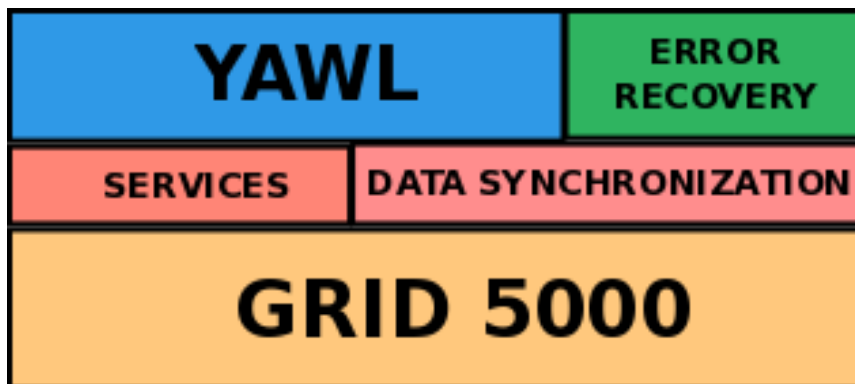 YAWL
ERROR
RECOVERY
SERVICES
DATA SYNCHRONIZATION
GRID 5000